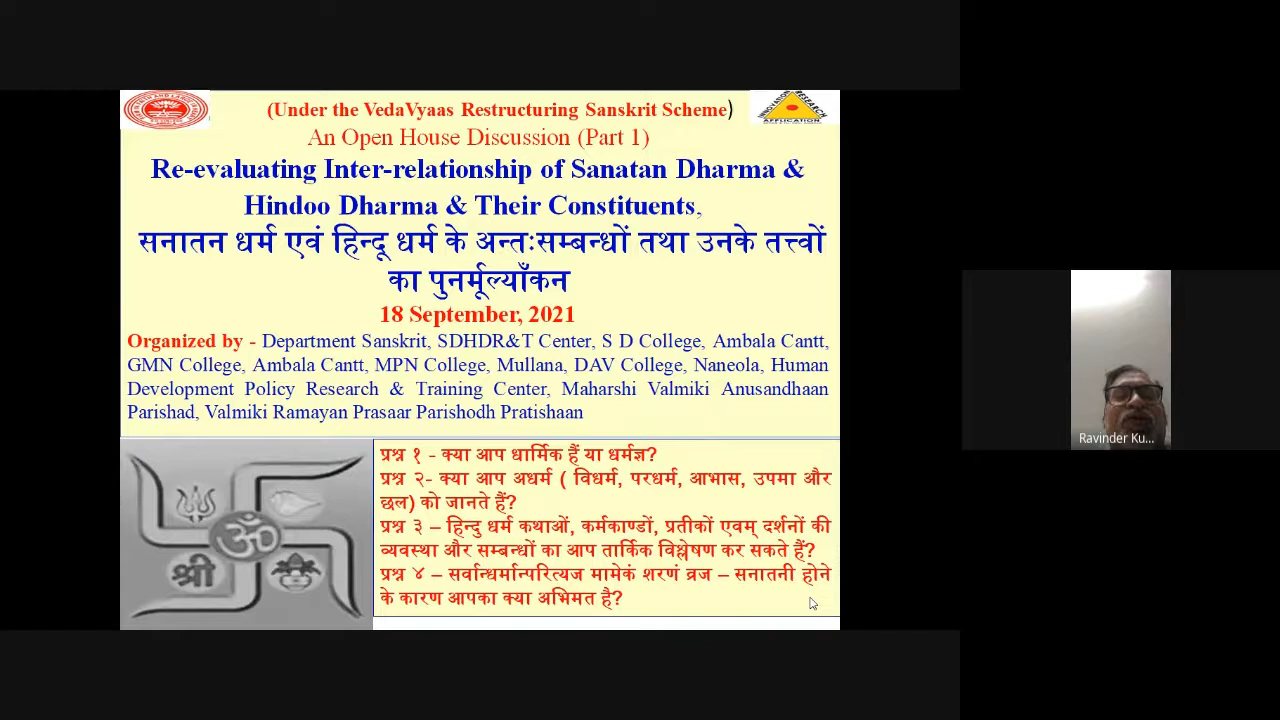 (Under the VedaVyaas Restructuring Sanskrit Scheme)
An Open House Discussion (Part 1)
Re-evaluating Inter-relationship of Sanatan Dharma &
Hindoo Dharma & Their Constituents,
सनातन धर्म एवं हिन्दू धर्म के अन्तःसम्बन्धों तथा उनके तत्त्वों
का पुनर्मूल्याँकन
18 September, 2021
Organized by - Department Sanskrit, SDHDR&T Center, S D College, Ambala Cantt,
GMN College, Ambala Cantt, MPN College, Mullana, DAV College, Naneola, Human
Development Policy Research & Training Center, Maharshi Valmiki Anusandhaan
Parishad, Valmiki Ramayan Prasaar Parishodh Pratishaan
प्रश्न १ - क्या आप धार्मिक हैं या धर्मज्ञ?
प्रश्न २- क्या आप अधर्म ( विधर्म, परधर्म, आभास, उपमा और
छल) को जानते हैं?
प्रश्न ३ – हिन्दु धर्म कथाओं, कर्मकाण्डों, प्रतीकों एवम् दर्शनों की
व्यवस्था और सम्बन्धों का आप तार्किक विश्लेषण कर सकते हैं?
प्रश्न ४ – सर्वान्धर्मान्परित्यज मामेकं शरणं व्रज – सनातनी होने
के कारण आपका क्या अभिमत है?
ॐ
श्री
INNOVATION RESEARCH
APPLICATION
Ravinder Ku...